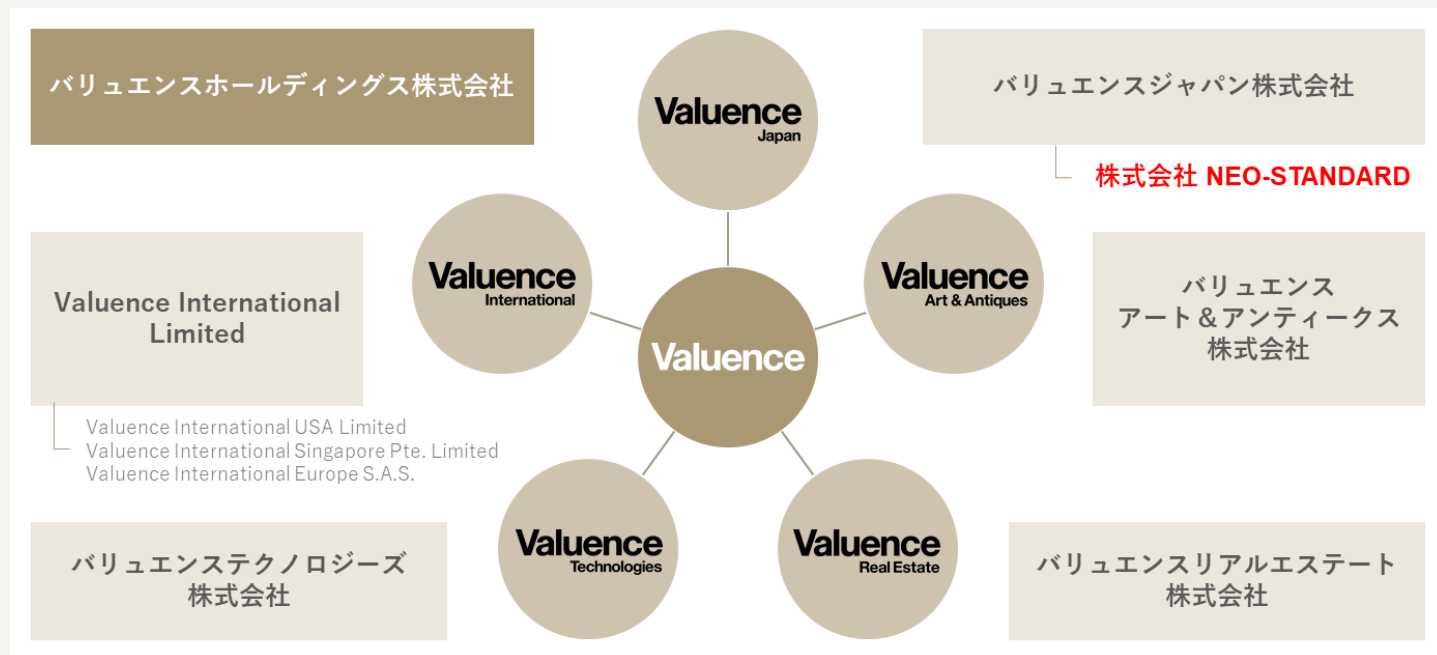 バリュエンスホールディングス株式会社
Valuence
Japan
バリュエンスジャパン株式会社
株式会社 NEO-STANDARD
Valuence International
Limited
Valuence International USA Limited
Valuence International Singapore Pte. Limited
Valuence International Europe S.A.S.
Valuence
International
Valuence
Valuence
Art & Antiques
バリュエンス
アート＆アンティークス
株式会社
バリュエンステクノロジーズ
株式会社
Valuence
Technologies
Valuence
Real Estate
バリュエンスリアルエステート
株式会社